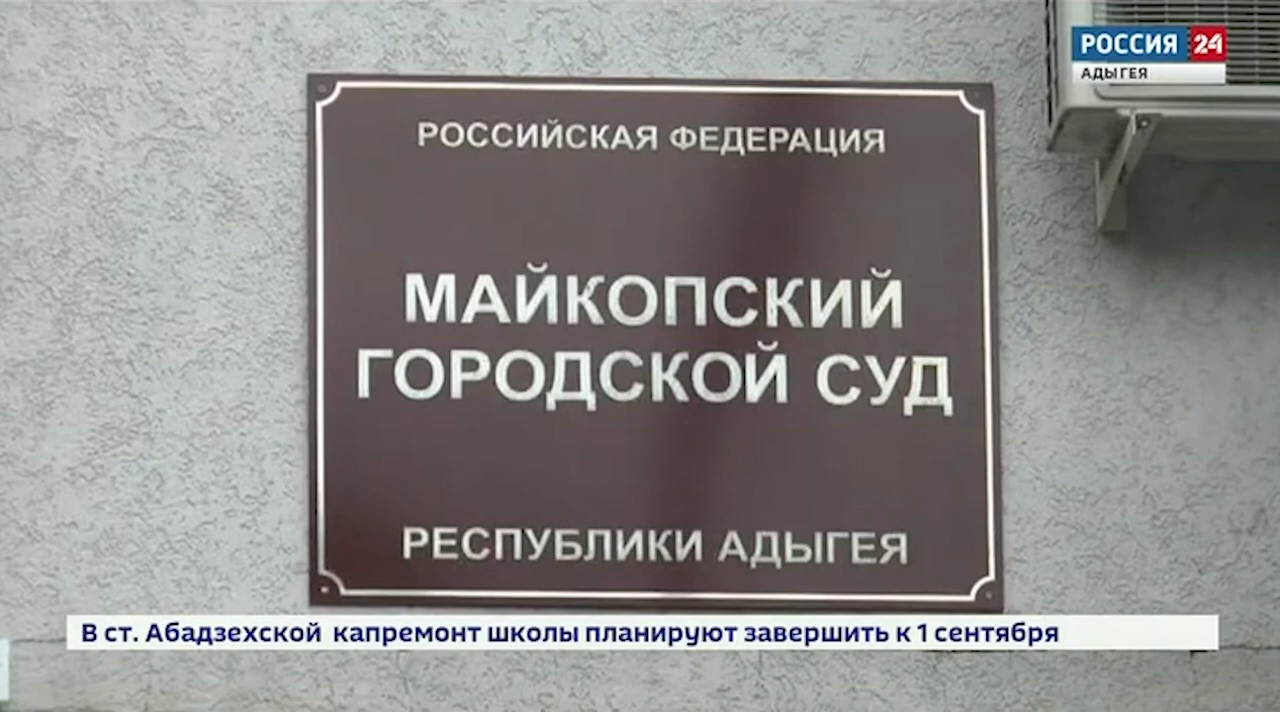 РОССИЯ 24
АДЫГЕЯ
РОССИЙСКАЯ ФЕДЕРАЦИЯ
МАЙКОПСКИЙ
ГОРОДСКОЙ СУД
РЕСПУБЛИКИ АДЫГЕЯ
В ст. Абадзехской капремонт школы планируют завершить к 1 сентября